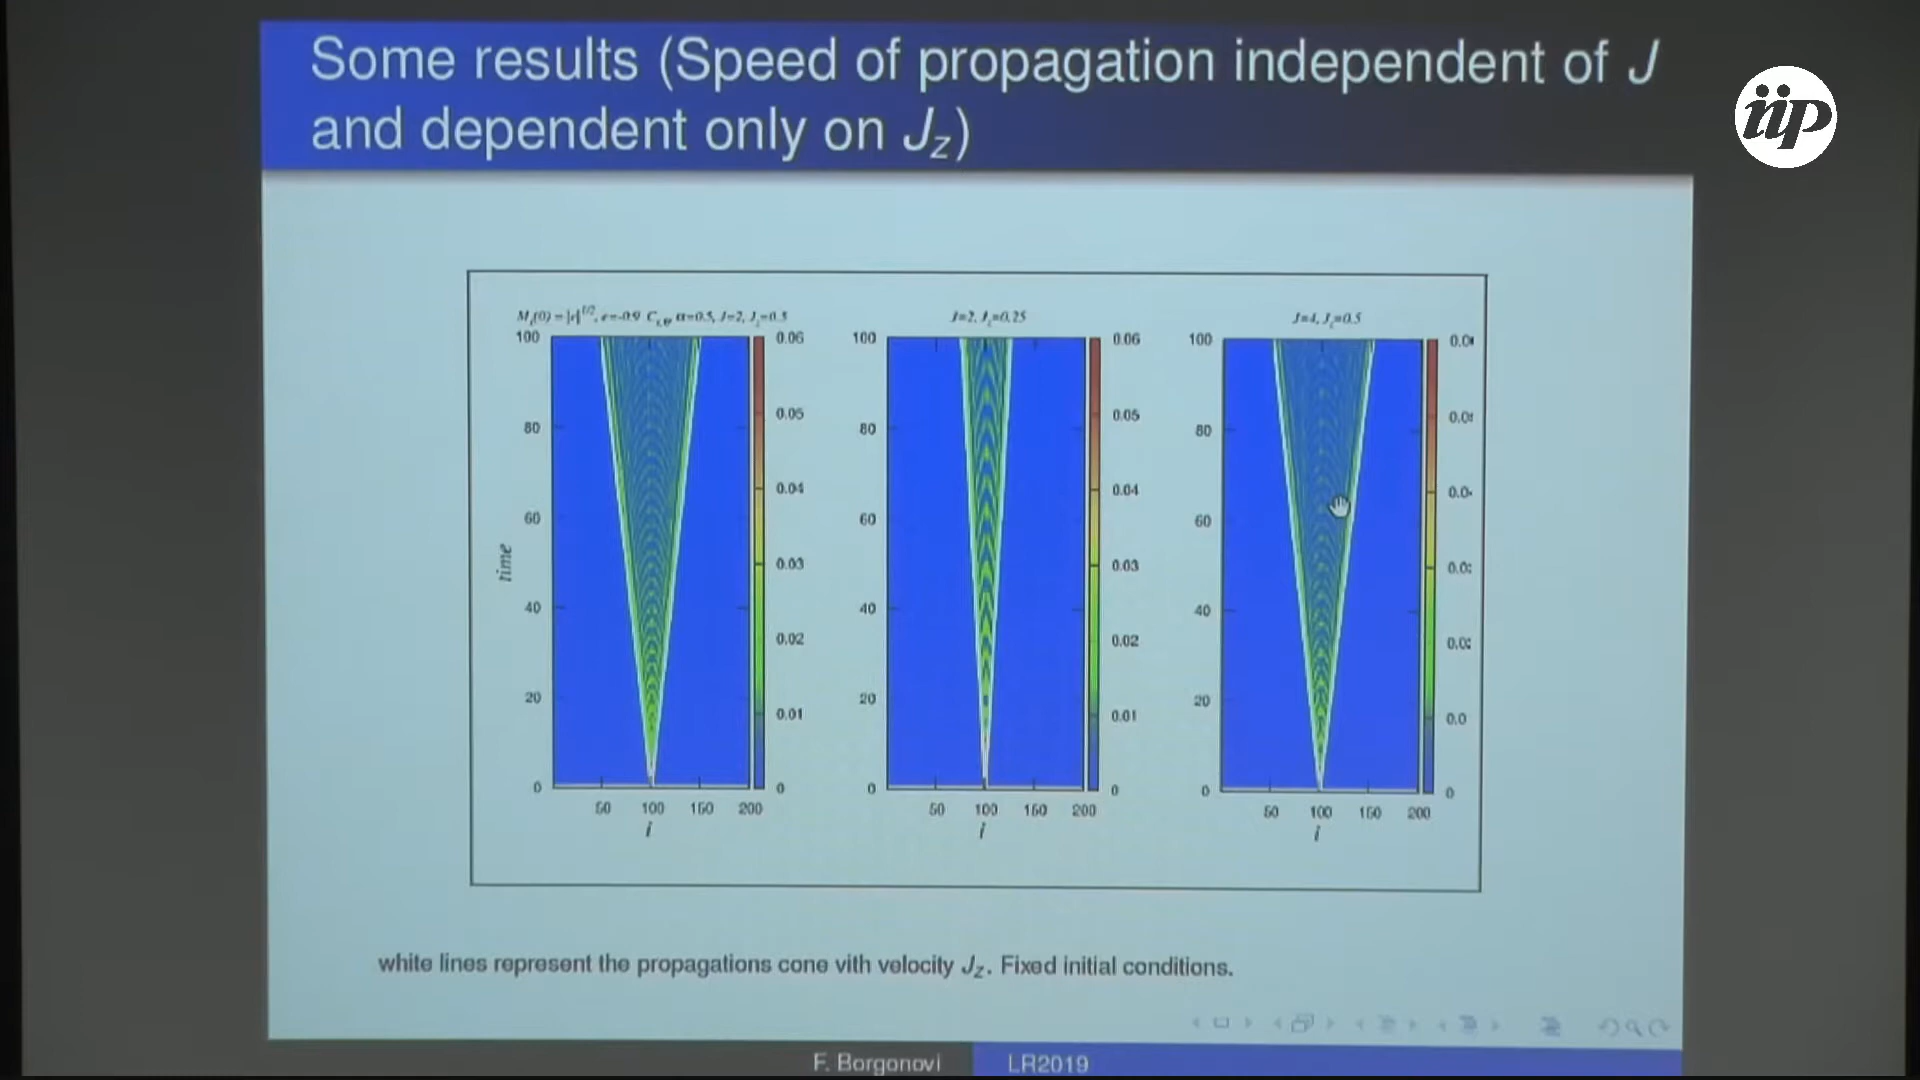 Some results (Speed of propagation independent of J
and dependent only on Jz)
iip
J=2, Jz=0.25
J=4, Jz=0.5
100
80
60
40
20
0
time
50 100 150 200
i
0.06
0.05
0.04
0.03
0.02
0.01
0
100
80
60
40
20
0
50 100 150 200
i
0.06
0.05
0.04
0.03
0.02
0.01
0
100
80
60
40
20
0
50 100 150 200
i
0
white lines represent the propagations cone vith velocity Jz. Fixed initial conditions.
F. Borgonovi LR2019